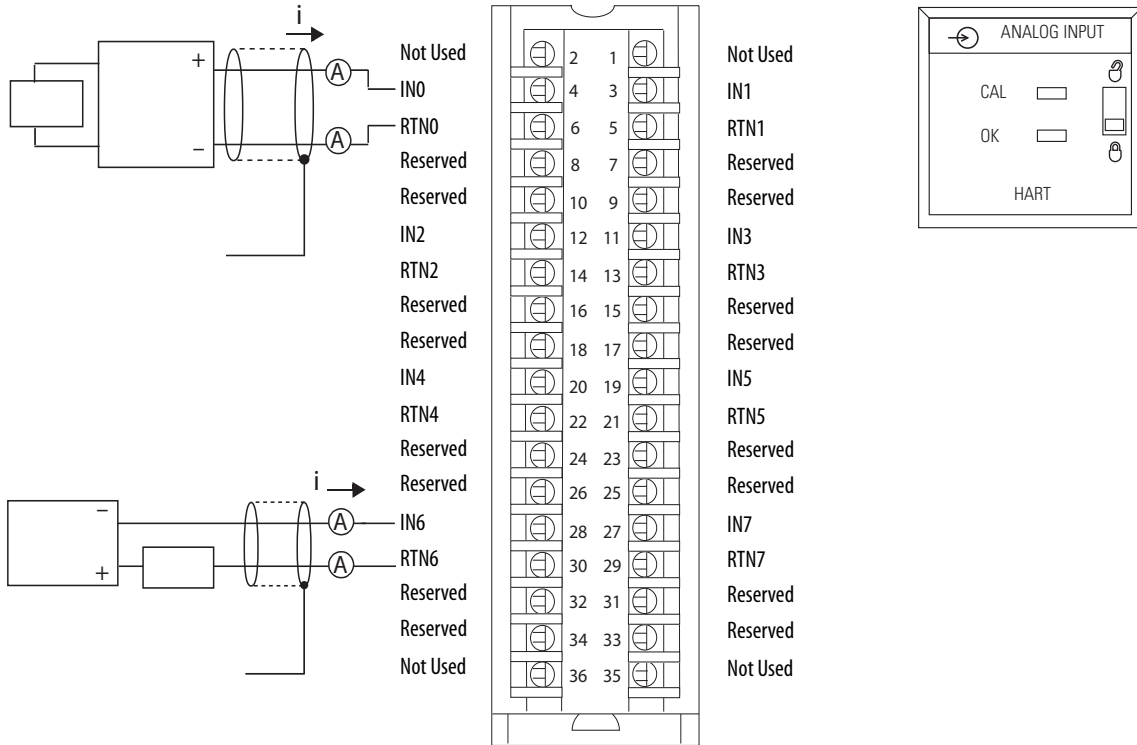 i
+
A
−
A
Not Used
IN0
RTN0
Reserved
Reserved
IN2
RTN2
Reserved
Reserved
IN4
RTN4
Reserved
Reserved
IN6
RTN6
Reserved
Reserved
Not Used
i
−
A
+
A
2 1
4 3
6 5
8 7
10 9
12 11
14 13
16 15
18 17
20 19
22 21
24 23
26 25
28 27
30 29
32 31
34 33
36 35
Not Used
IN1
RTN1
Reserved
Reserved
IN3
RTN3
Reserved
Reserved
IN5
RTN5
Reserved
Reserved
IN7
RTN7
Reserved
Reserved
Not Used
ANALOG INPUT
CAL
OK
HART